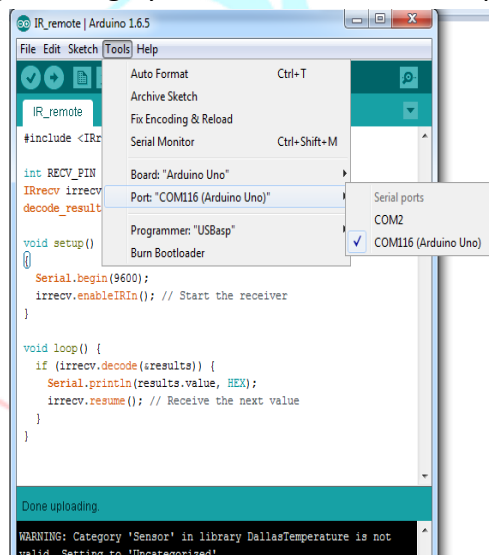 IR_remote | Arduino 1.6.5
File Edit Sketch Tools Help
Auto Format Ctrl+T
Archive Sketch
Fix Encoding & Reload
Serial Monitor Ctrl+Shift+M
Board: "Arduino Uno"
Port: "COM116 (Arduino Uno)"
Programmer: "USBasp"
Burn Bootloader
Serial ports
COM2
COM116 (Arduino Uno)
IR_remote
#include <IRr
int RECV_PIN
IRrecv irrecv
decode_result
void setup()
{
Serial.begin(9600);
irrecv.enableIRIn(); // Start the receiver
}
void loop() {
if (irrecv.decode(&results)) {
Serial.println(results.value, HEX);
irrecv.resume(); // Receive the next value
}
}
Done uploading.
WARNING: Category 'Sensor' in library DallasTemperature is not
valid. Setting to 'Uncategorized'